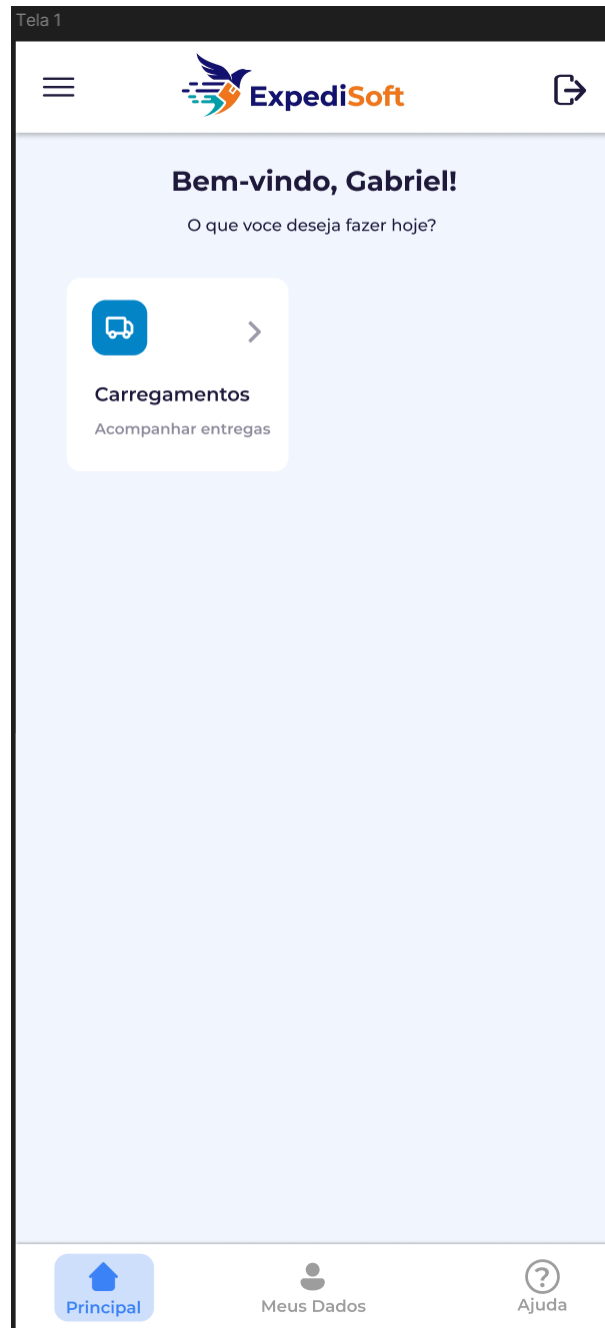 Tela 1
ExpediSoft
Bem-vindo, Gabriel!
O que voce deseja fazer hoje?
Carregamentos
Acompanhar entregas
Principal
Meus Dados
Ajuda